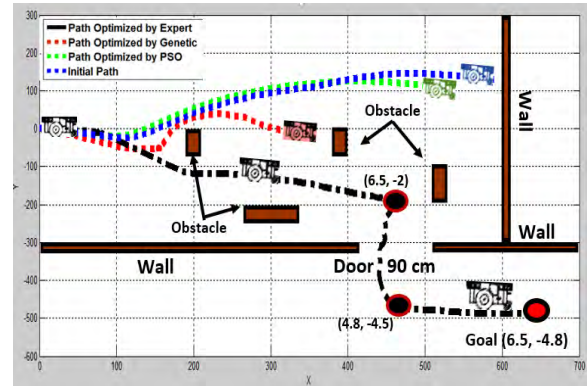 300
200
100
0
-100
-200
-300
-400
-500
-600
Y
Path Optimized by Expert
Path Optimized by Genetic
Path Optimized by PSO
Initial Path
Obstacle
Wall
(6.5, -2)
Obstacle
Wall
Door 90 cm
Wall
(4.8, -4.5)
Goal (6.5, -4.8)
0
100
200
300
400
500
600
700
X